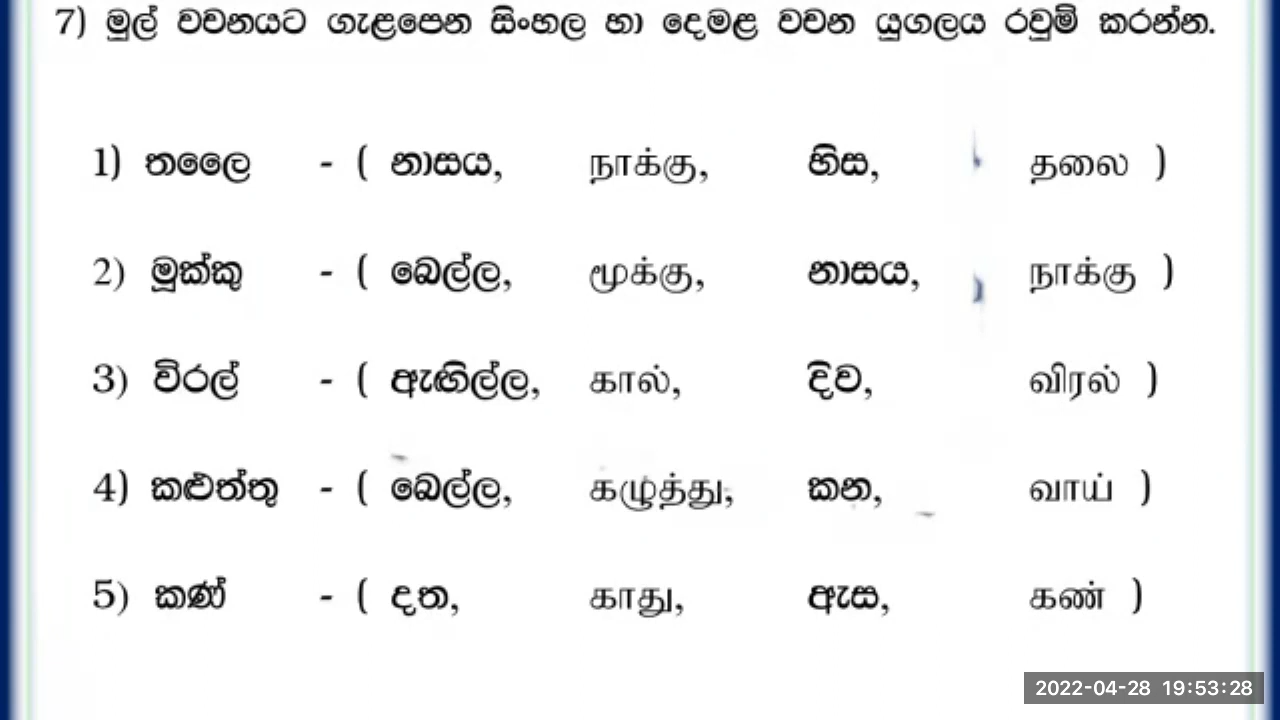 7) මුල් වචනයට ගැළපෙන සිංහල හා දෙමළ වචන යුගලය රවුම් කරන්න.
1) තලෛ - ( නාසය, நாக்கு, හිස, தலை )
2) මූක්කු - ( බෙල්ල, மூக்கு, නාසය, நாக்கு )
3) විරල් - ( ඇඟිල්ල, கால், දිව, விரல் )
4) කළුත්තු - ( බෙල්ල, கழுத்து, කන, வாய் )
5) කණ් - ( දත, காது, ඇස, கண் )
2022-04-28 19:53:28